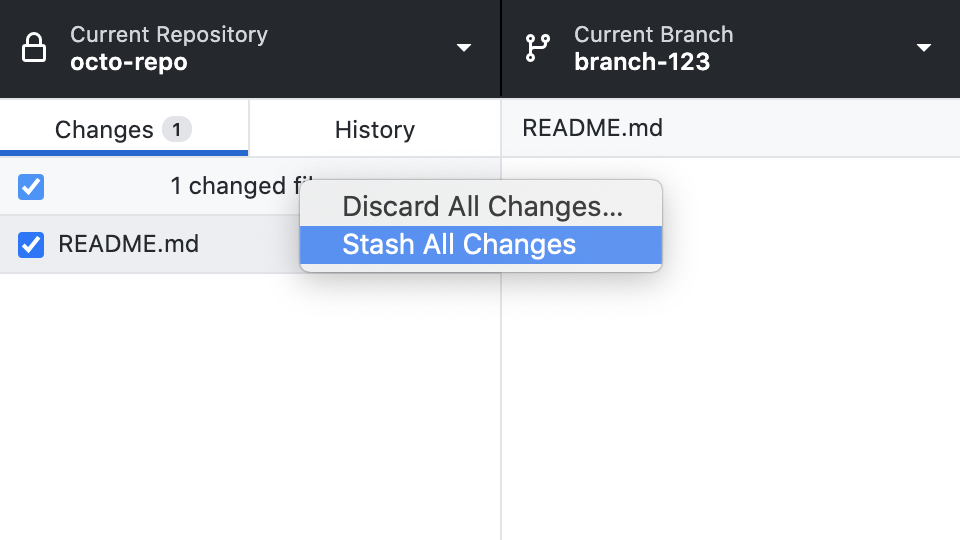 Current Repository
octo-repo
Current Branch
branch-123
Changes 1
History
README.md
1 changed
Discard All Changes...
README.md
Stash All Changes